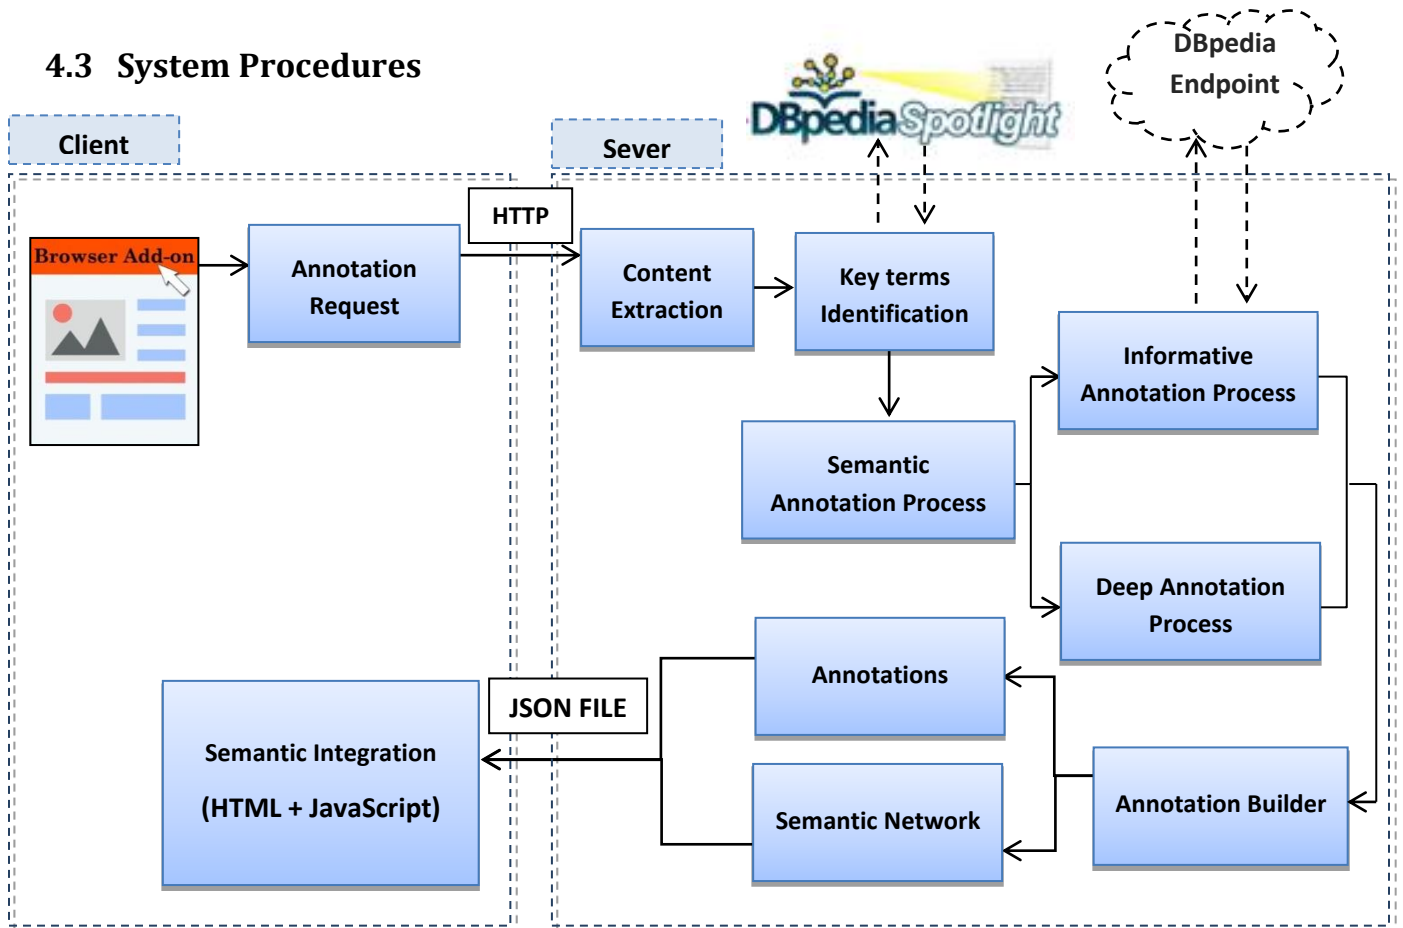 4.3 System Procedures
DBpedia Spotlight
DBpedia
Endpoint
Client
Sever
HTTP
Browser Add-on
Annotation
Request
Content
Extraction
Key terms
Identification
Informative
Annotation Process
Semantic
Annotation Process
Deep Annotation
Process
Annotations
JSON FILE
Semantic Integration
(HTML + JavaScript)
Semantic Network
Annotation Builder